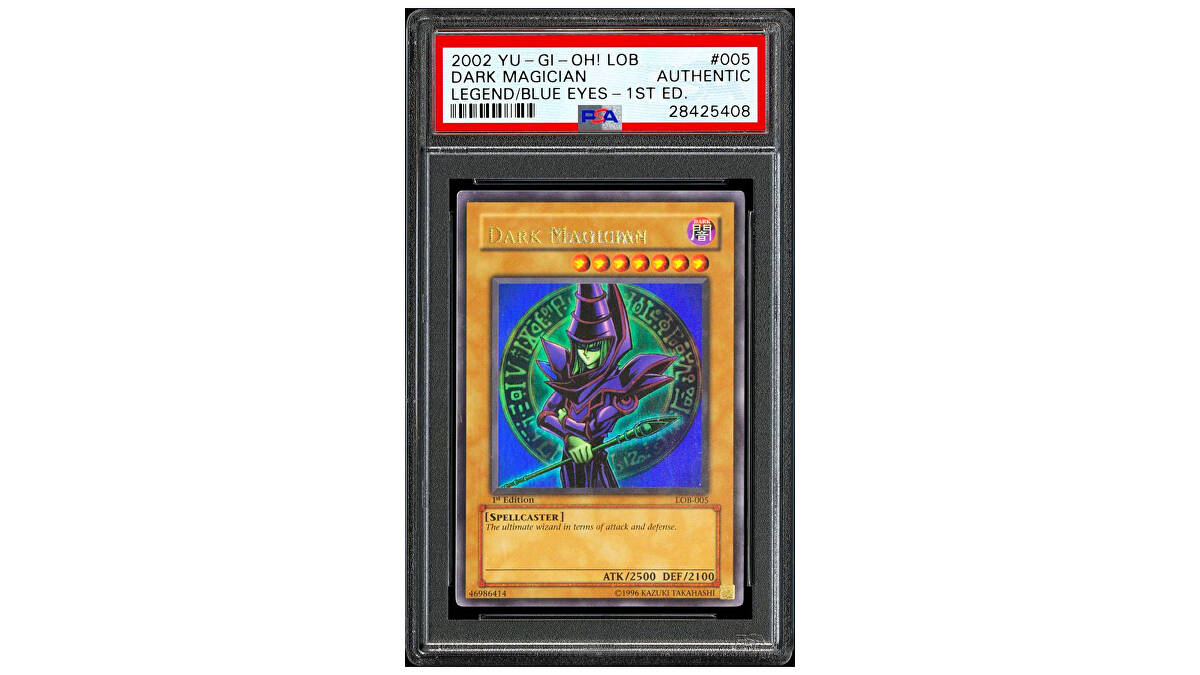 2002 YU-GI-OH! LOB #005
DARK MAGICIAN AUTHENTIC
LEGEND/BLUE EYES-1ST ED.
PSA 28425408
DARK MAGICIAN DARK
闇
1st Edition LOB-005
[SPELLCASTER]
The ultimate wizard in terms of attack and defense.
ATK/2500 DEF/2100
46986414 ©1996 KAZUKI TAKAHASHI